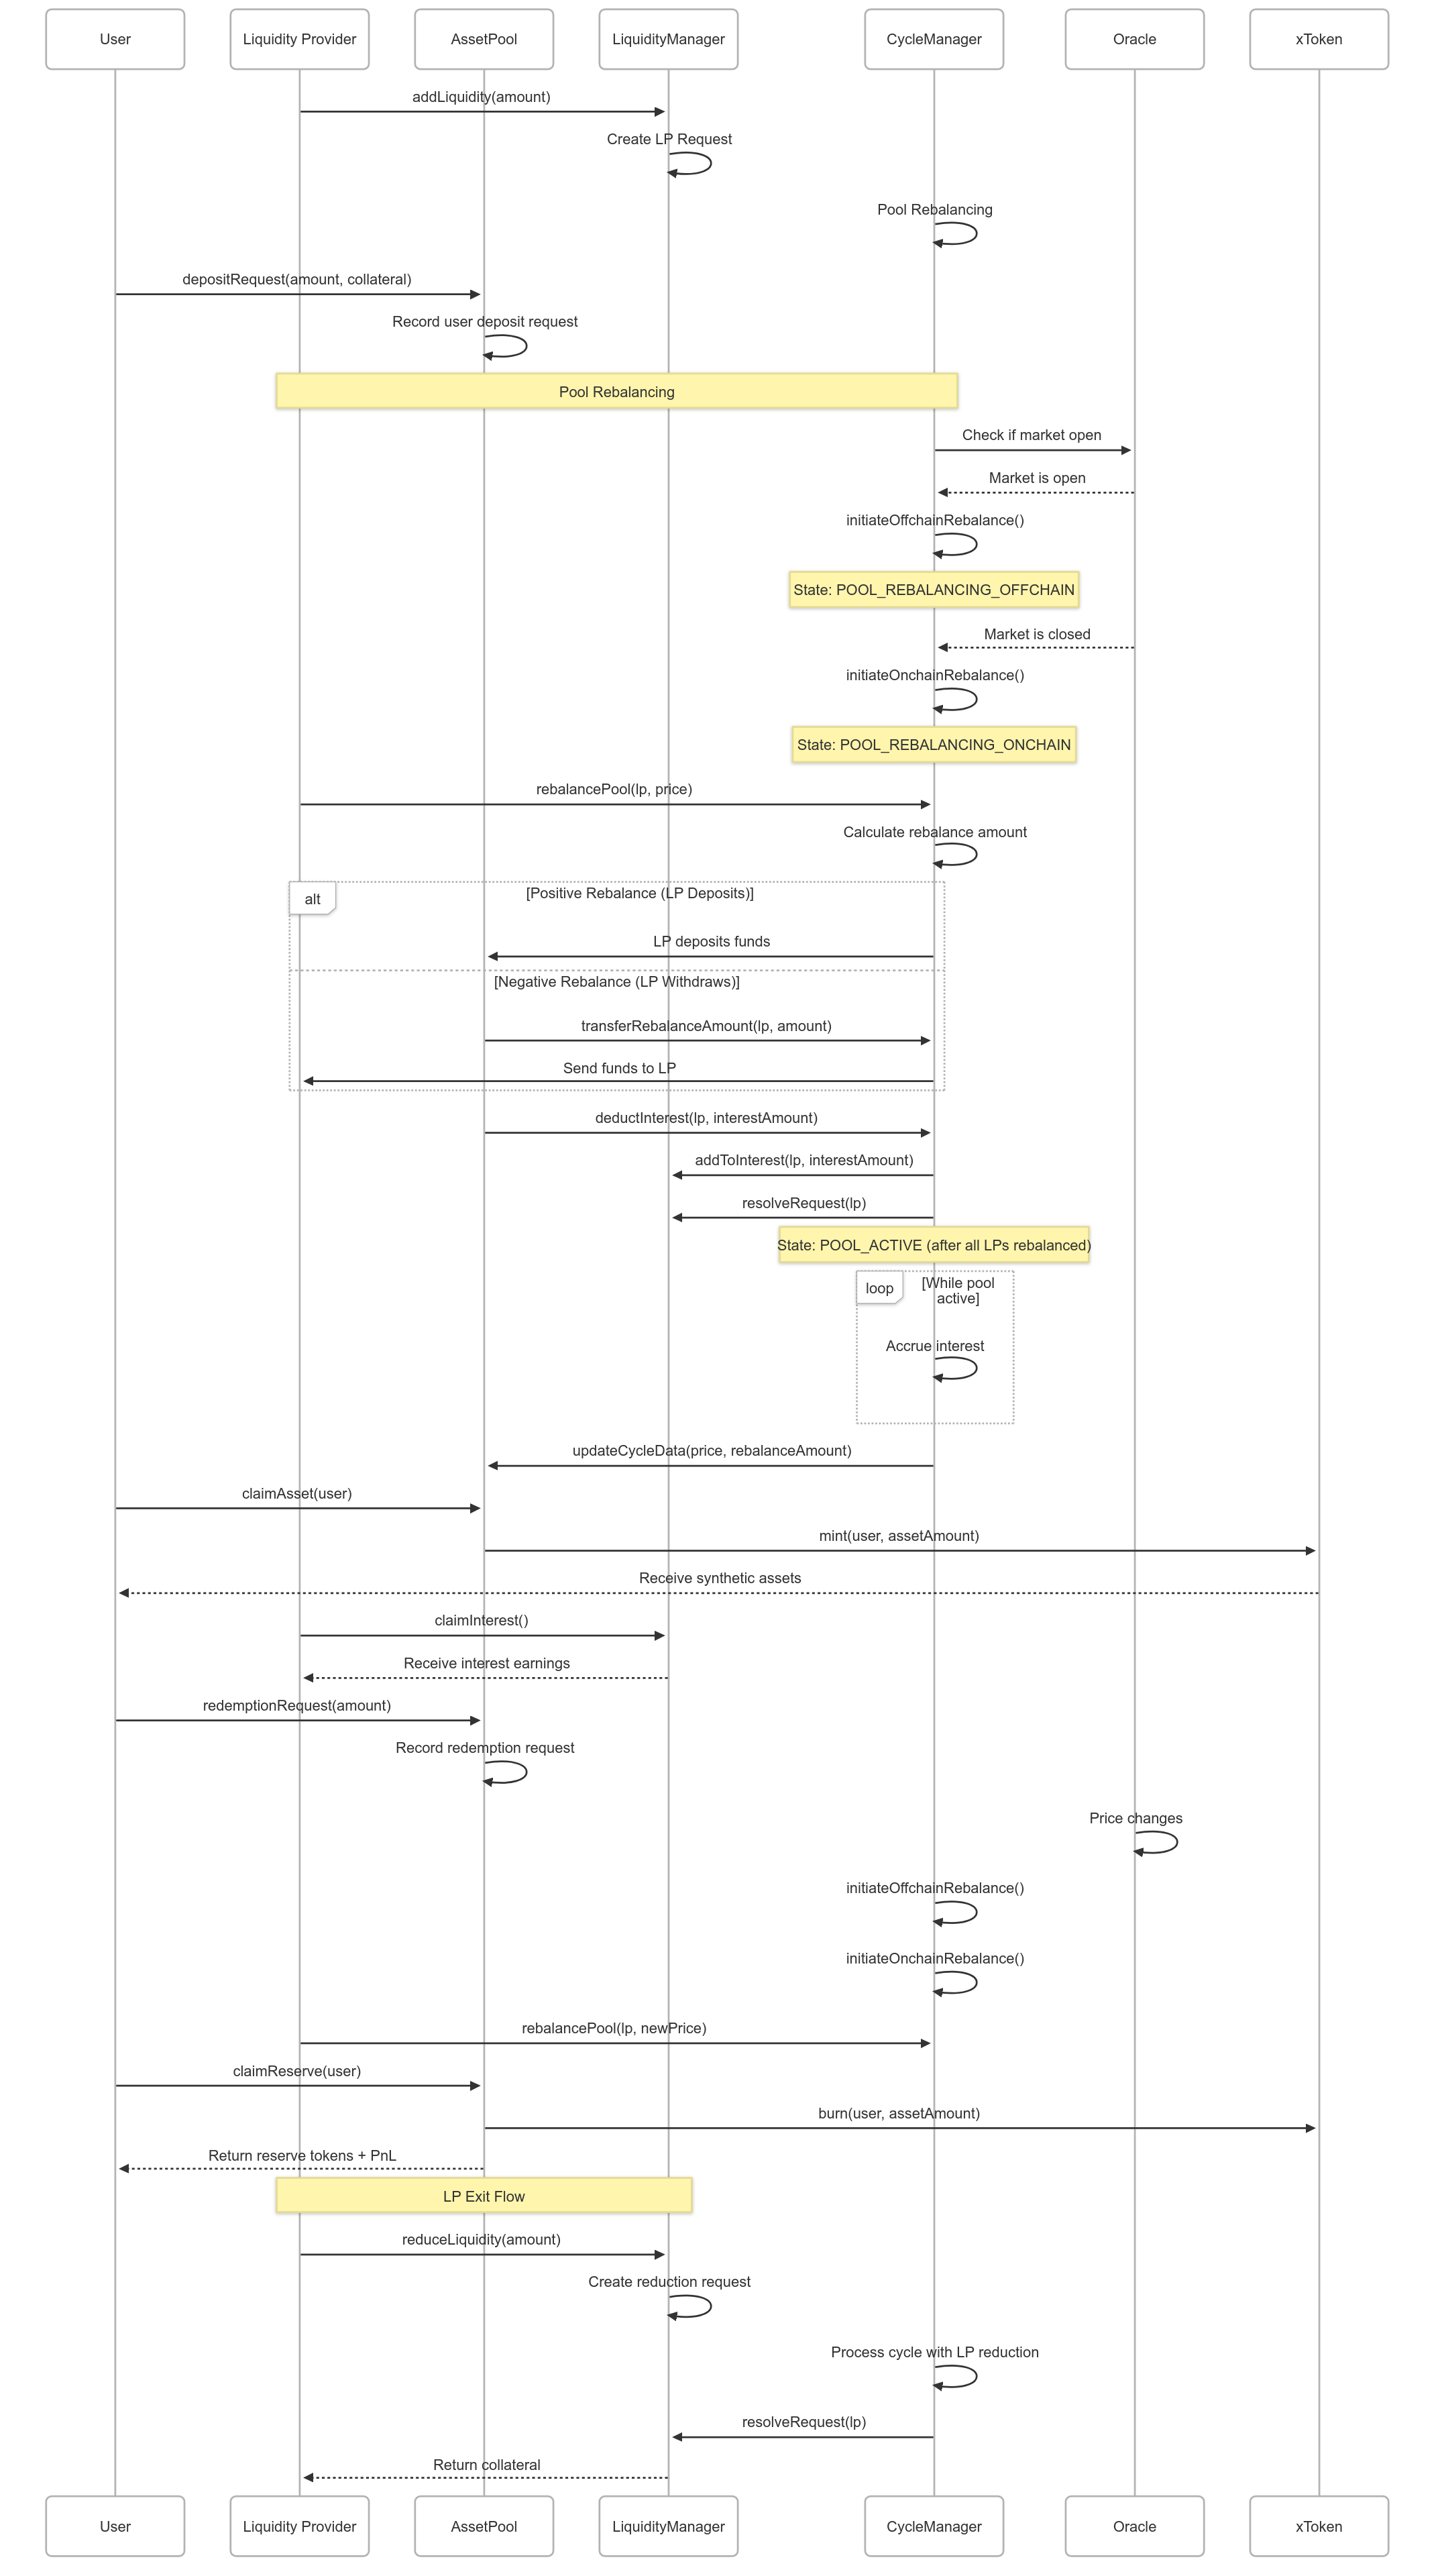 User
Liquidity Provider
AssetPool
LiquidityManager
CycleManager
Oracle
xToken
addLiquidity(amount)
Create LP Request
Pool Rebalancing
depositRequest(amount, collateral)
Record user deposit request
Pool Rebalancing
Check if market open
Market is open
initiateOffchainRebalance()
State: POOL_REBALANCING_OFFCHAIN
Market is closed
initiateOnchainRebalance()
State: POOL_REBALANCING_ONCHAIN
rebalancePool(lp, price)
Calculate rebalance amount
alt
[Positive Rebalance (LP Deposits)]
LP deposits funds
[Negative Rebalance (LP Withdraws)]
transferRebalanceAmount(lp, amount)
Send funds to LP
deductInterest(lp, interestAmount)
addToInterest(lp, interestAmount)
resolveRequest(lp)
State: POOL_ACTIVE (after all LPs rebalanced)
loop
[While pool
active]
Accrue interest
updateCycleData(price, rebalanceAmount)
claimAsset(user)
mint(user, assetAmount)
Receive synthetic assets
claimInterest()
Receive interest earnings
redemptionRequest(amount)
Record redemption request
Price changes
initiateOffchainRebalance()
initiateOnchainRebalance()
rebalancePool(lp, newPrice)
claimReserve(user)
burn(user, assetAmount)
Return reserve tokens + PnL
LP Exit Flow
reduceLiquidity(amount)
Create reduction request
Process cycle with LP reduction
resolveRequest(lp)
Return collateral
User
Liquidity Provider
AssetPool
LiquidityManager
CycleManager
Oracle
xToken